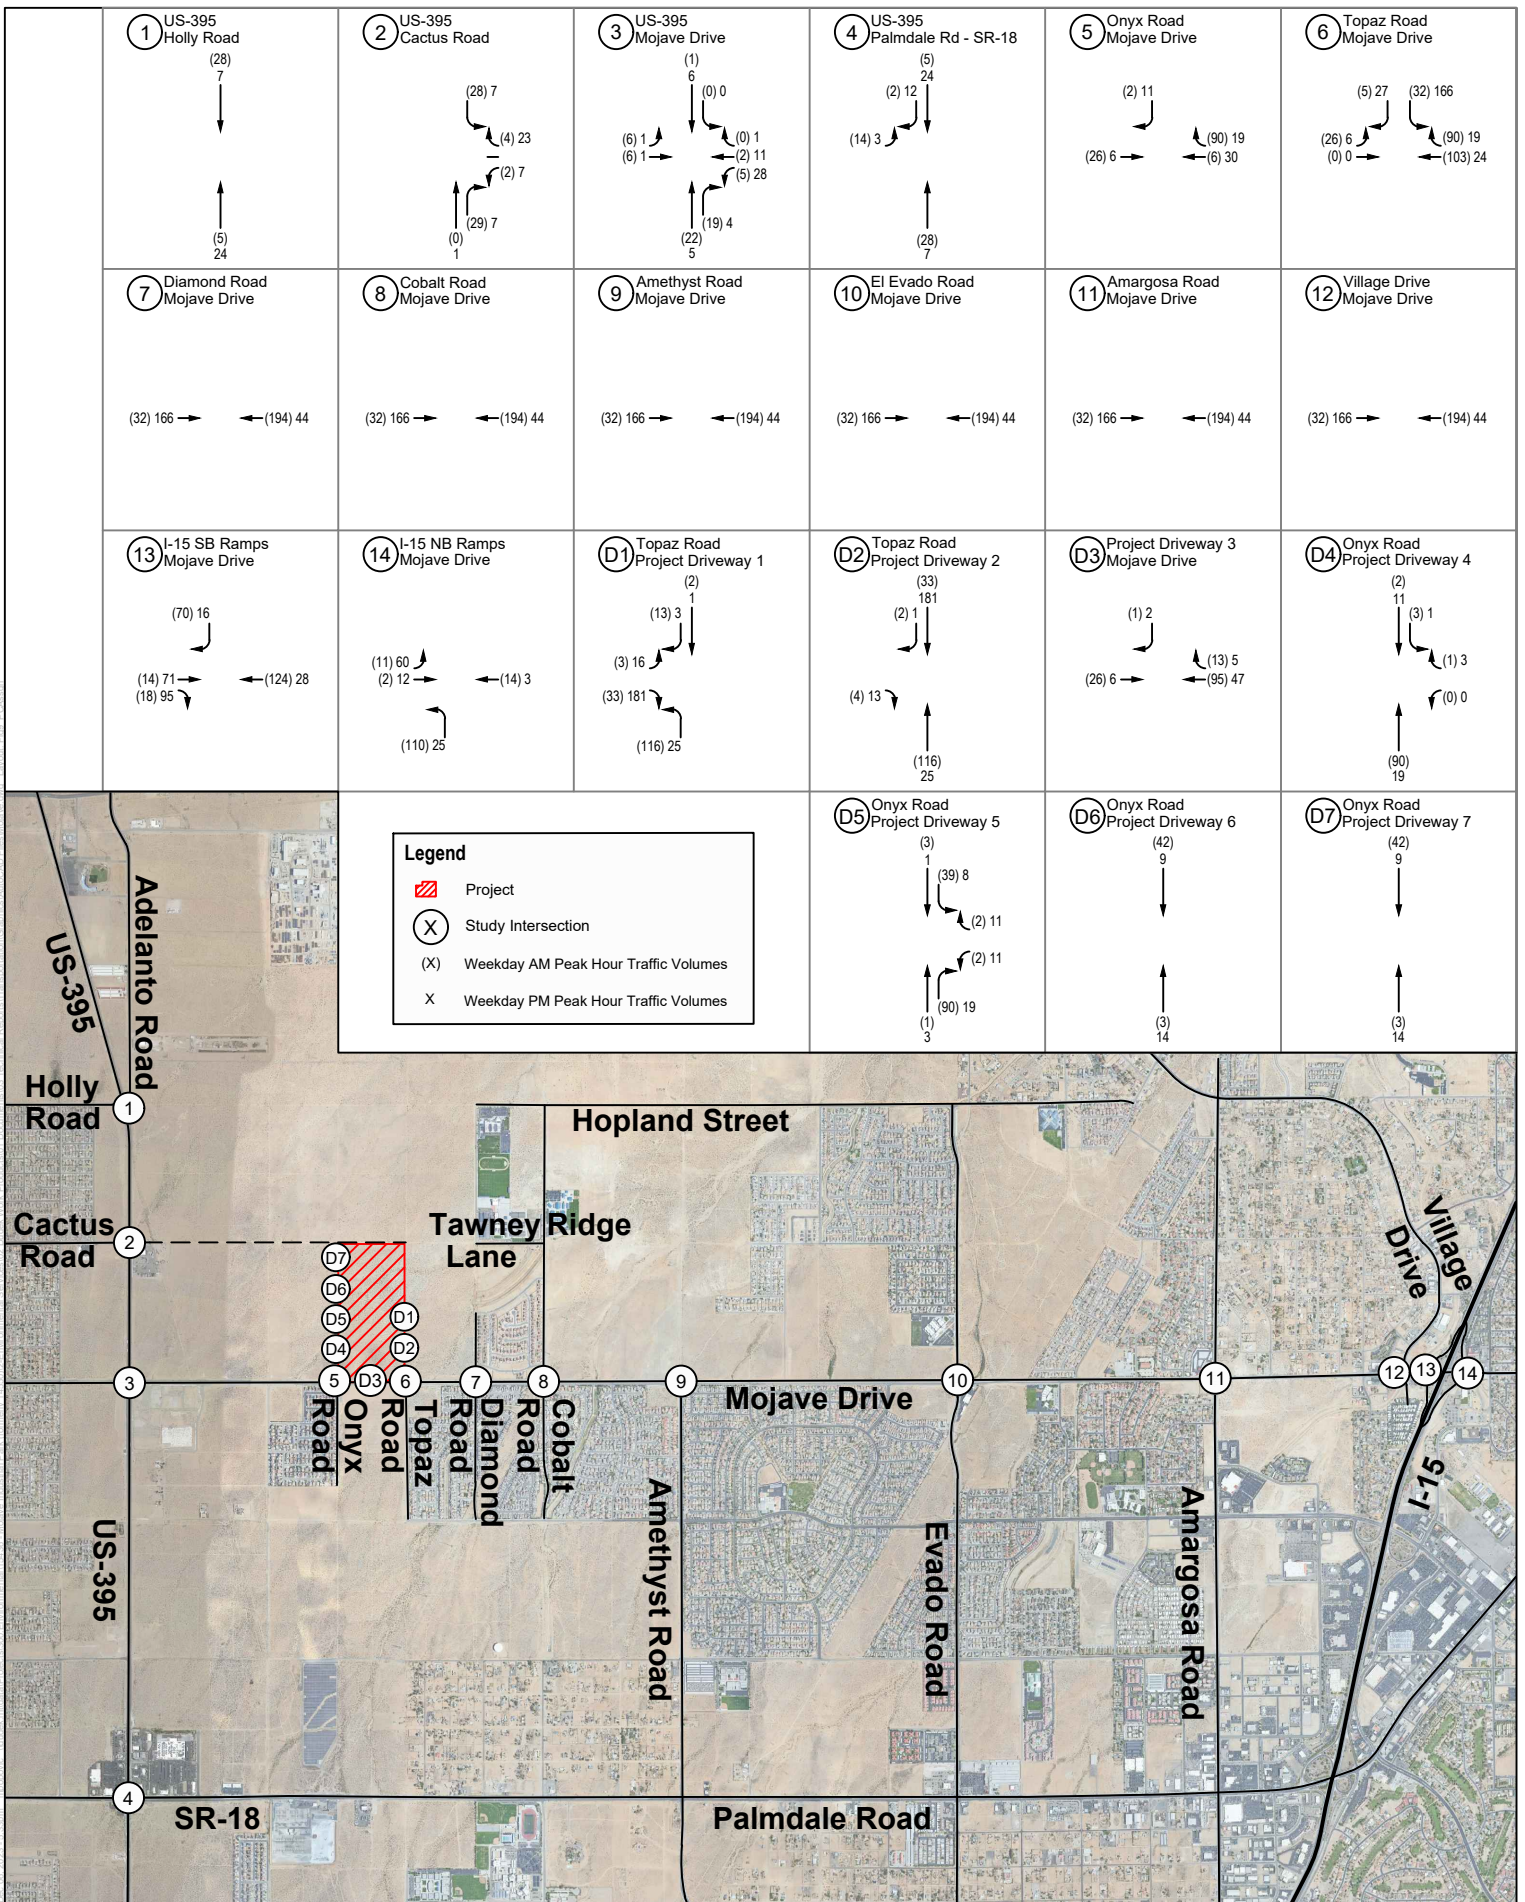 1 US-395
Holly Road
(28)
7
(5)
24
2 US-395
Cactus Road
(28) 7
(4) 23
(2) 7
(29) 7
(0)
1
3 US-395
Mojave Drive
(1)
6
(0) 0
(6) 1
(6) 1
(0) 1
(2) 11
(5) 28
(19) 4
(22)
5
4 US-395
Palmdale Rd - SR-18
(5)
24
(2) 12
(14) 3
(28)
7
5 Onyx Road
Mojave Drive
(2) 11
(26) 6
(90) 19
(6) 30
6 Topaz Road
Mojave Drive
(5) 27
(32) 166
(26) 6
(0) 0
(90) 19
(103) 24
7 Diamond Road
Mojave Drive
(32) 166
(194) 44
8 Cobalt Road
Mojave Drive
(32) 166
(194) 44
9 Amethyst Road
Mojave Drive
(32) 166
(194) 44
10 El Evado Road
Mojave Drive
(32) 166
(194) 44
11 Amargosa Road
Mojave Drive
(32) 166
(194) 44
12 Village Drive
Mojave Drive
(32) 166
(194) 44
13 I-15 SB Ramps
Mojave Drive
(70) 16
(14) 71
(18) 95
(124) 28
14 I-15 NB Ramps
Mojave Drive
(11) 60
(2) 12
(14) 3
(110) 25
D1 Topaz Road
Project Driveway 1
(2)
1
(13) 3
(3) 16
(33) 181
(116) 25
D2 Topaz Road
Project Driveway 2
(33)
181
(2) 1
(4) 13
(116)
25
D3 Project Driveway 3
Mojave Drive
(1) 2
(26) 6
(13) 5
(95) 47
D4 Onyx Road
Project Driveway 4
(2)
11
(3) 1
(1) 3
(0) 0
(90)
19
D5 Onyx Road
Project Driveway 5
(3)
1
(39) 8
(2) 11
(2) 11
(90) 19
(1)
3
D6 Onyx Road
Project Driveway 6
(42)
9
(3)
14
D7 Onyx Road
Project Driveway 7
(42)
9
(3)
14
Legend
Project
X Study Intersection
(X) Weekday AM Peak Hour Traffic Volumes
X Weekday PM Peak Hour Traffic Volumes
US-395
Adelanto Road
Holly
Road
1
Hopland Street
Cactus
Road
2
Tawney Ridge
Lane
Village
Drive
D7
D6
D5
D4
D1
D2
3
5
D3
6
7
8
9
10
11
12
13
14
Mojave Drive
Onyx
Road
Topaz
Road
Diamond
Road
Cobalt
Road
Amethyst Road
Evado Road
Amargosa Road
I-15
US-395
4
SR-18
Palmdale Road